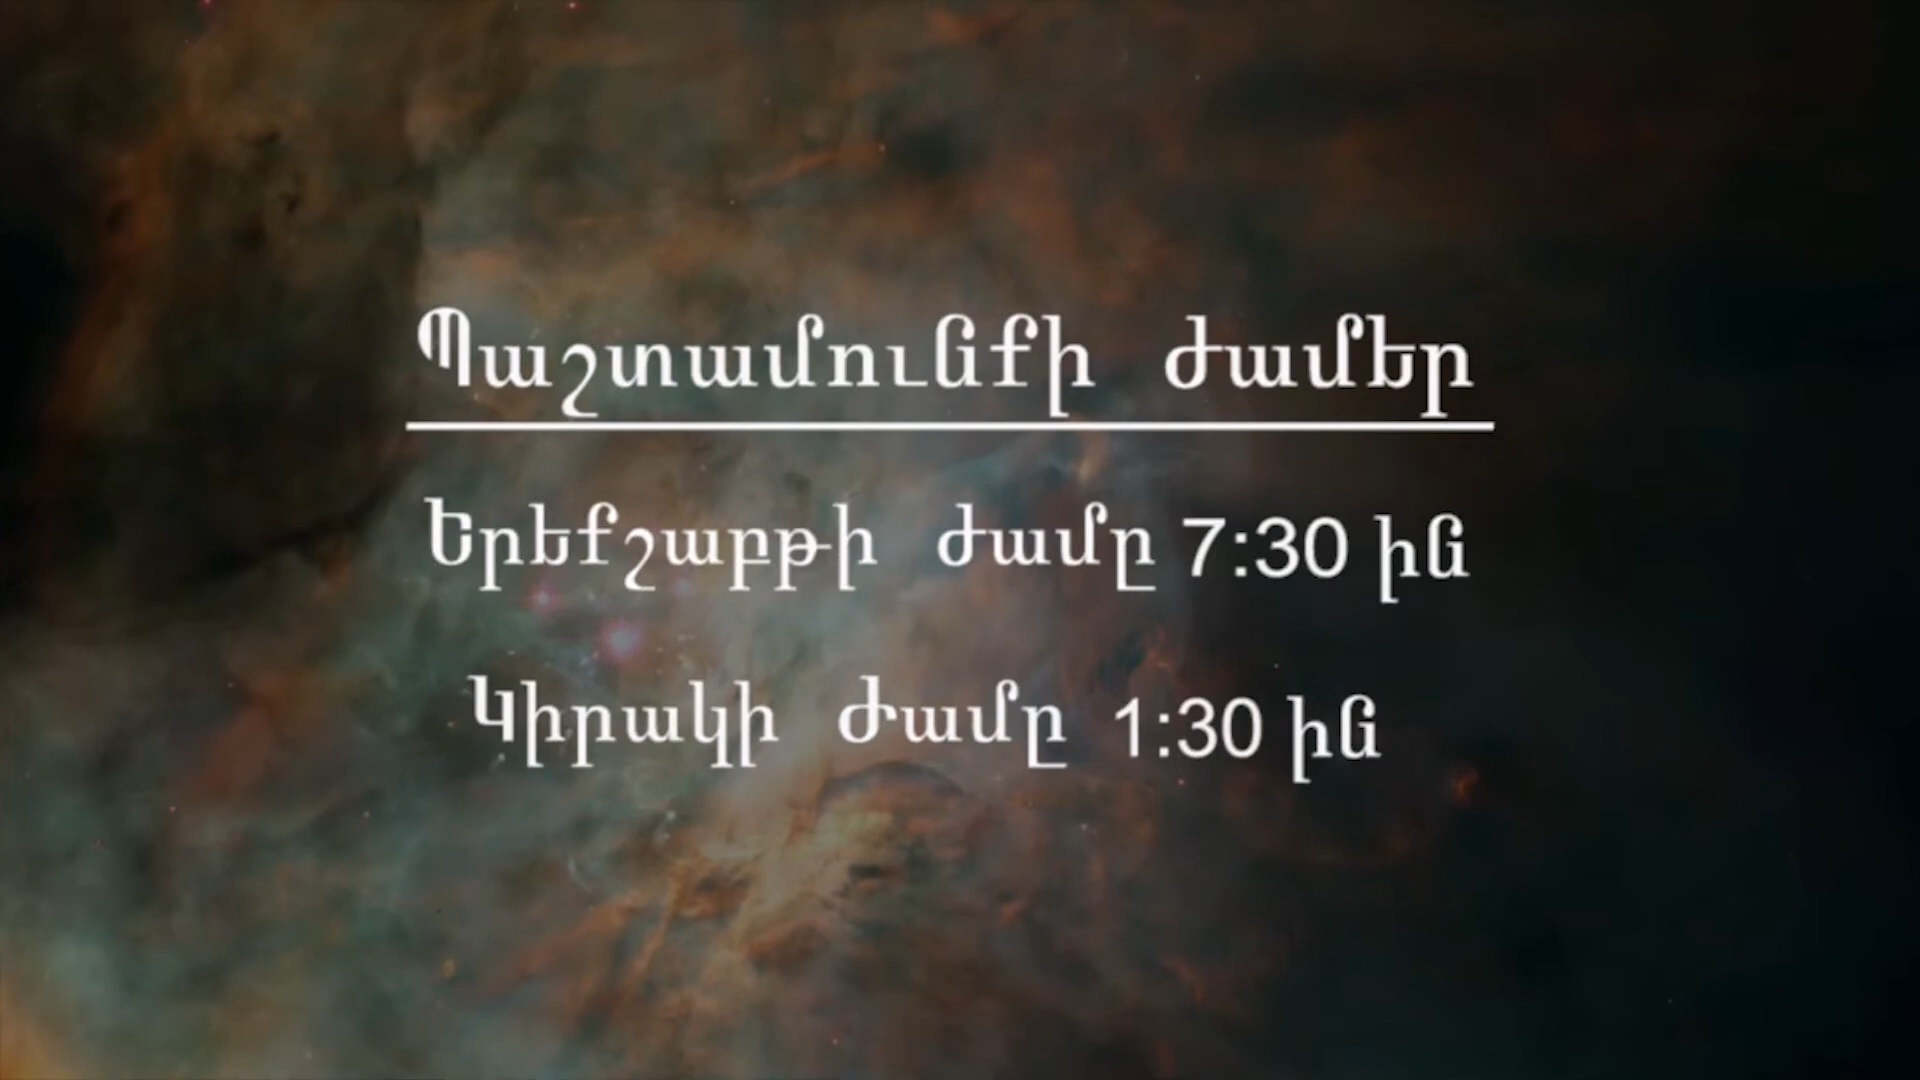 Պաշտամունքի ժամեր
Երեքշաբթի ժամը 7:30 ին
Կիրակի Ժամը 1:30 ին